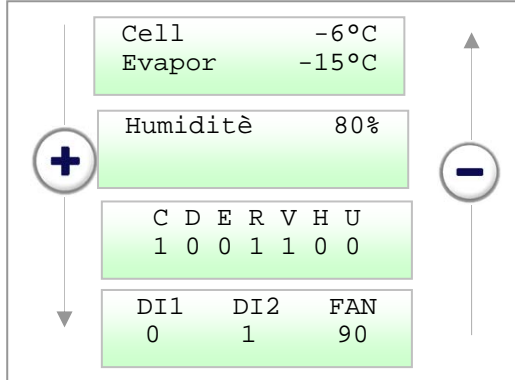 Cell -6°C
Evapor -15°C
Humiditè 80%
C D E R V H U
1 0 0 1 1 0 0
DI1 DI2 FAN
0 1 90